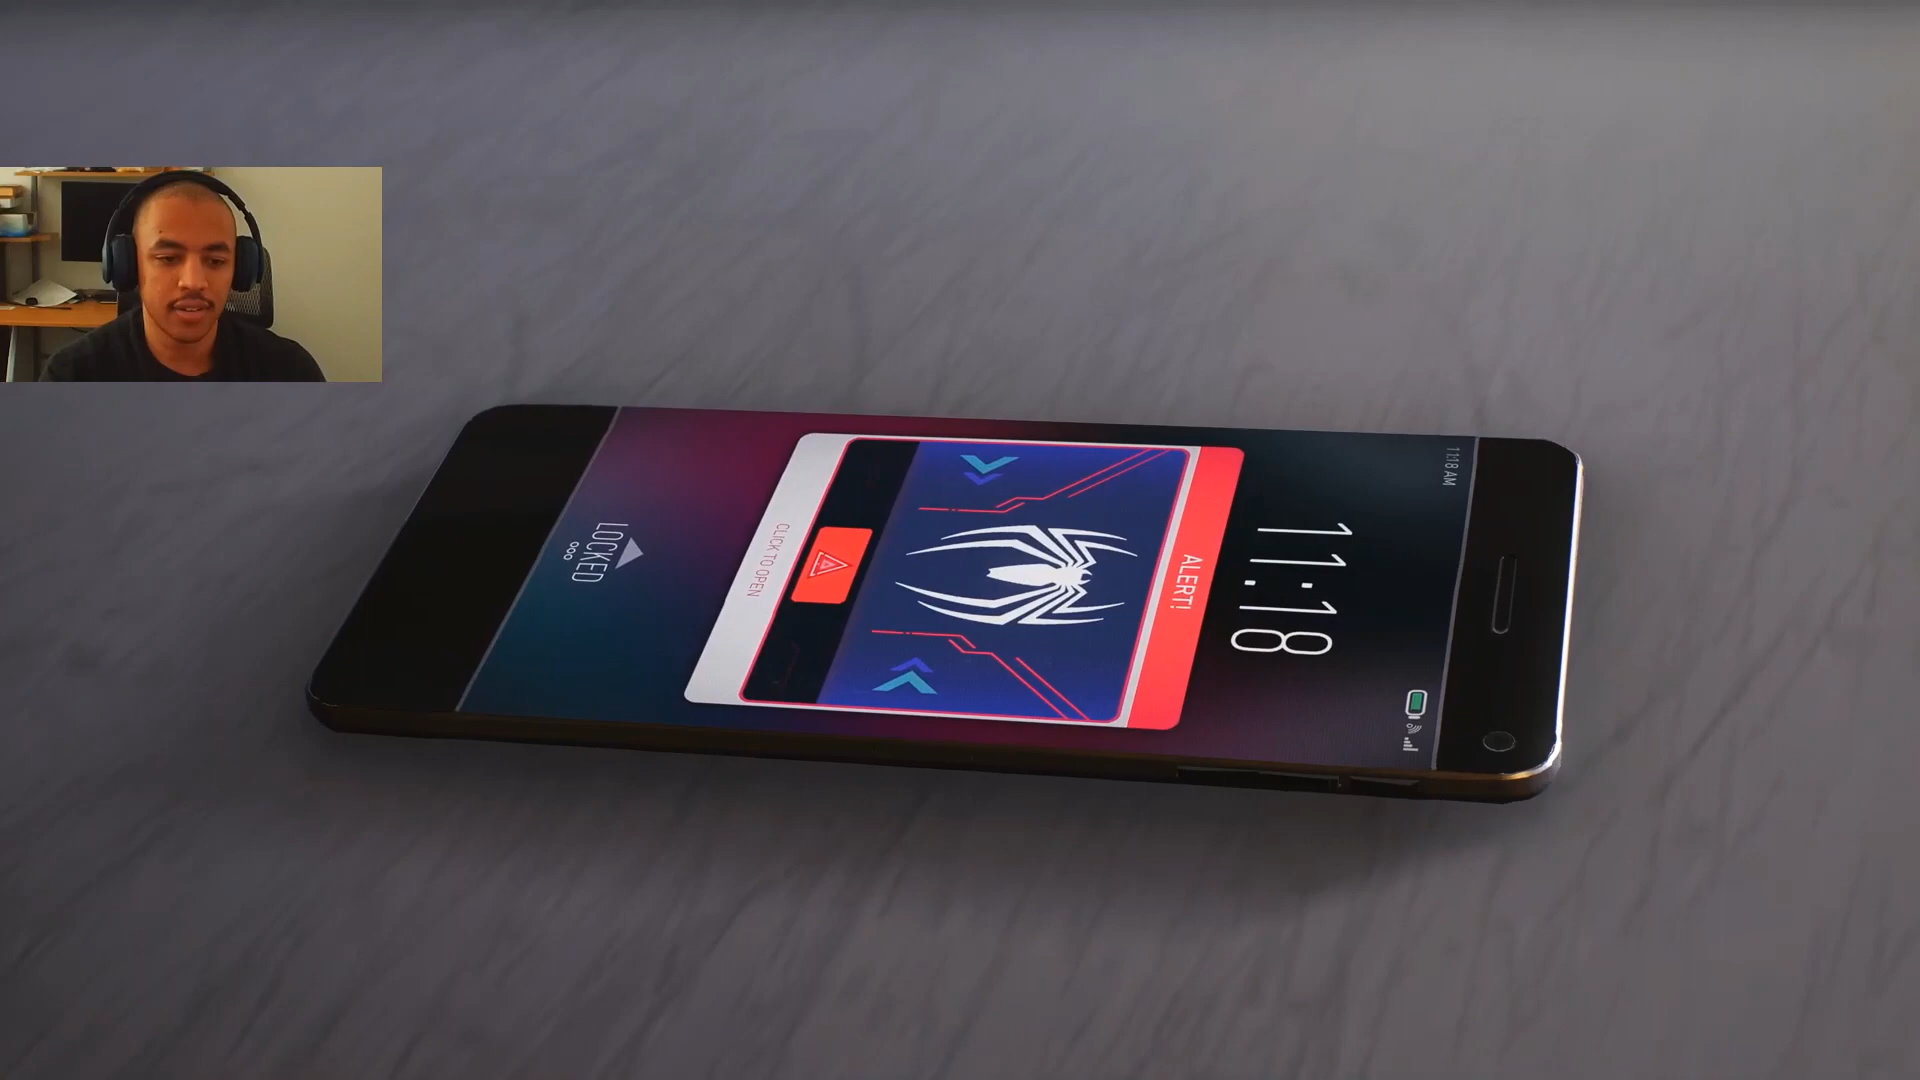 11:18 AM
11:18
ALERT!
CLICK TO OPEN
LOCKED